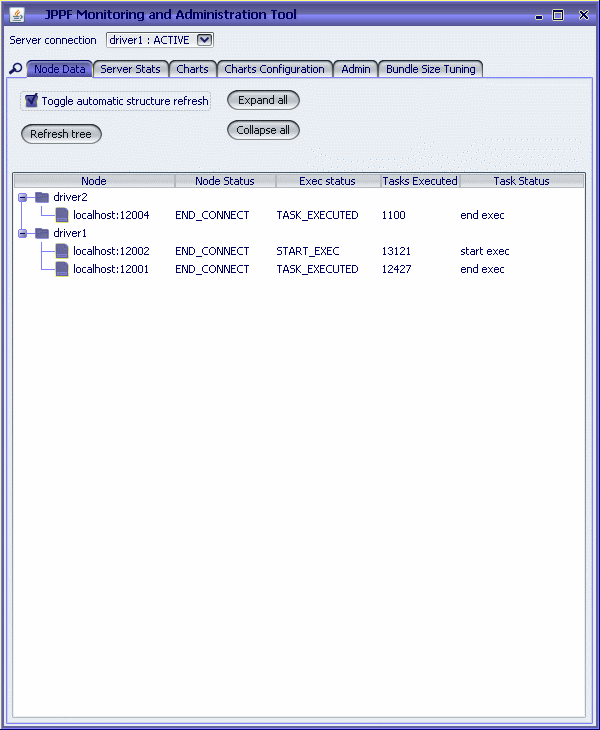 JPPF Monitoring and Administration Tool
Server connection driver1 : ACTIVE
Node Data Server Stats Charts Charts Configuration Admin Bundle Size Tuning
Toggle automatic structure refresh Expand all
Refresh tree Collapse all
Node Node Status Exec status Tasks Executed Task Status
driver2
localhost:12004 END_CONNECT TASK_EXECUTED 1100 end exec
driver1
localhost:12002 END_CONNECT START_EXEC 13121 start exec
localhost:12001 END_CONNECT TASK_EXECUTED 12427 end exec